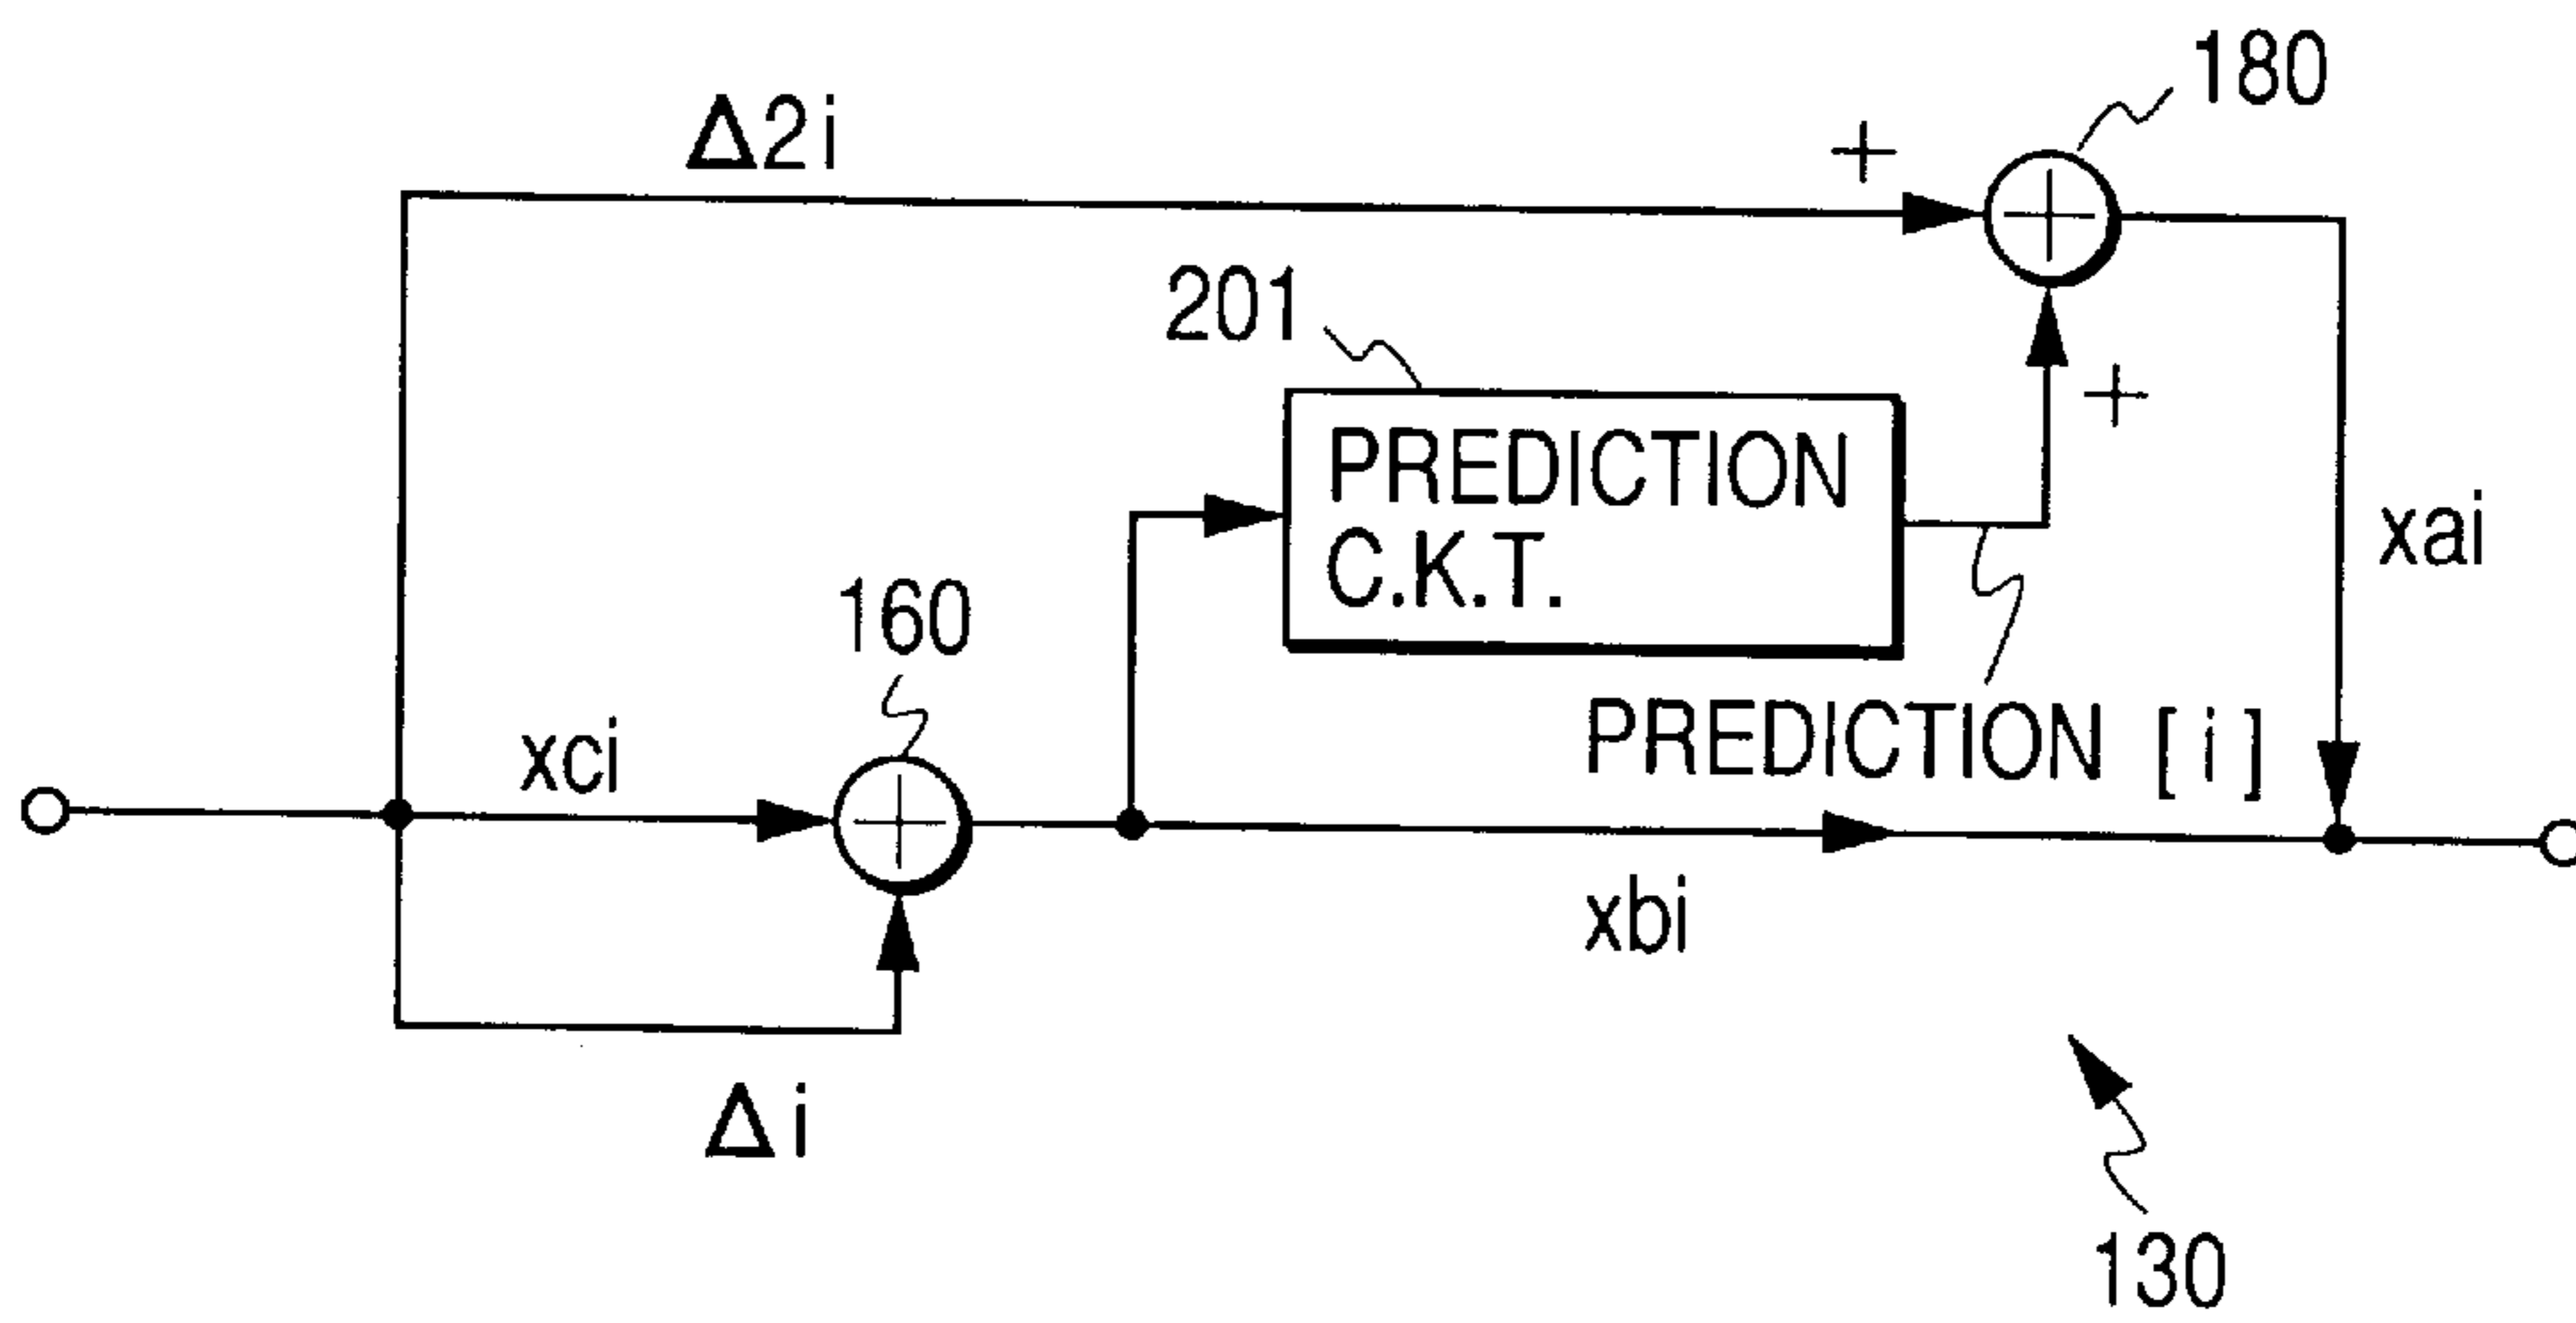 180
Δ2i
+
201
+
PREDICTION
C.K.T.
xai
160
PREDICTION [ i ]
xci
xbi
Δi
130